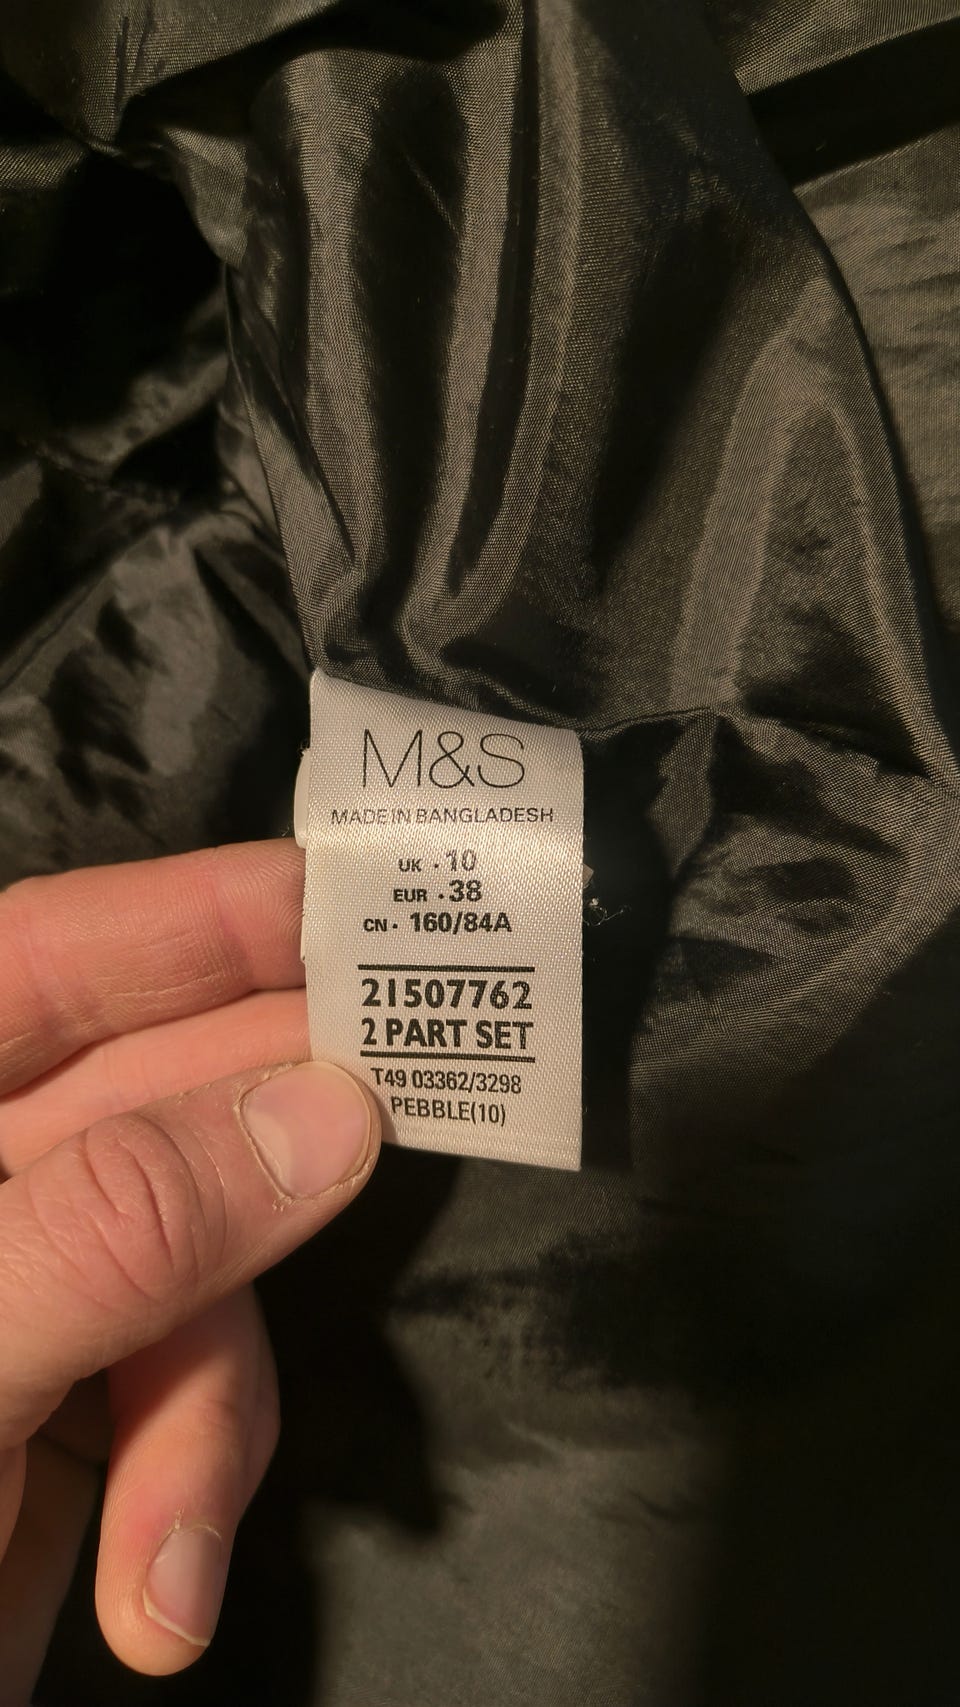 M&S
MADE IN BANGLADESH
UK · 10
EUR · 38
CN · 160/84A
21507762
2 PART SET
T49 03362/3298
PEBBLE(10)